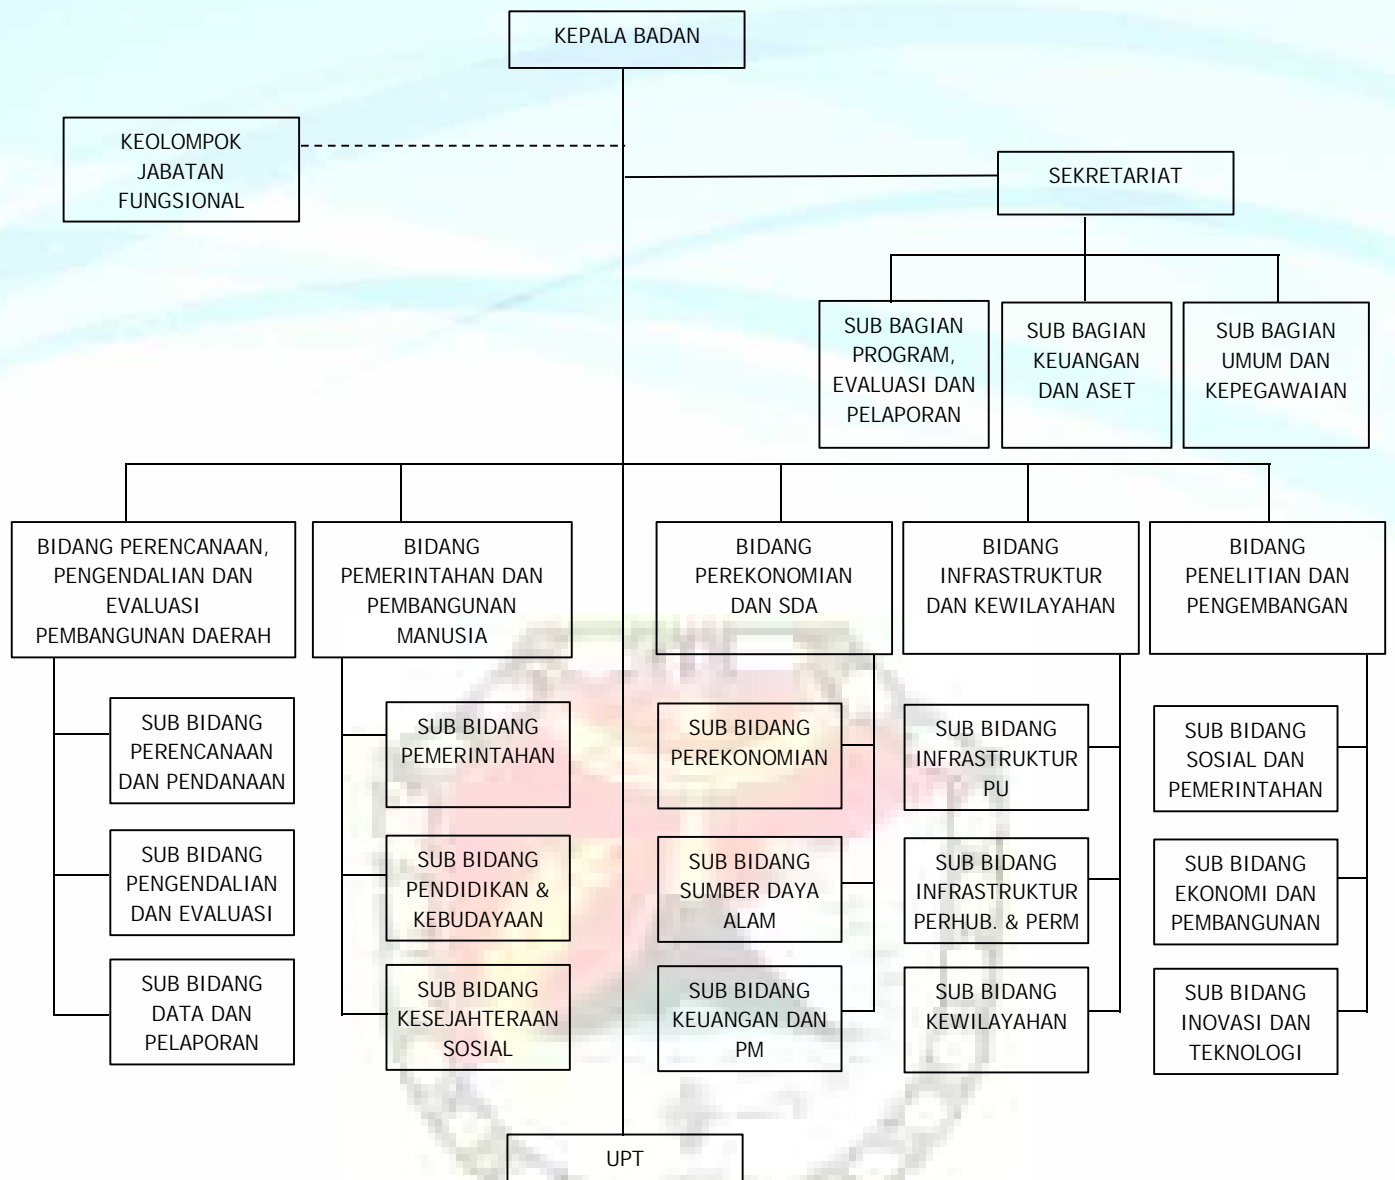 KEPALA BADAN
KEOLOMPOK
JABATAN
FUNGSIONAL
SEKRETARIAT
SUB BAGIAN
PROGRAM,
EVALUASI DAN
PELAPORAN
SUB BAGIAN
KEUANGAN
DAN ASET
SUB BAGIAN
UMUM DAN
KEPEGAWAIAN
BIDANG PERENCANAAN,
PENGENDALIAN DAN
EVALUASI
PEMBANGUNAN DAERAH
BIDANG
PEMERINTAHAN DAN
PEMBANGUNAN
MANUSIA
BIDANG
PEREKONOMIAN
DAN SDA
BIDANG
INFRASTRUKTUR
DAN KEWILAYAHAN
BIDANG
PENELITIAN DAN
PENGEMBANGAN
SUB BIDANG
PERENCANAAN
DAN PENDANAAN
SUB BIDANG
PEMERINTAHAN
SUB BIDANG
PEREKONOMIAN
SUB BIDANG
INFRASTRUKTUR
PU
SUB BIDANG
SOSIAL DAN
PEMERINTAHAN
SUB BIDANG
PENGENDALIAN
DAN EVALUASI
SUB BIDANG
PENDIDIKAN &
KEBUDAYAAN
SUB BIDANG
SUMBER DAYA
ALAM
SUB BIDANG
INFRASTRUKTUR
PERHUB. & PERM
SUB BIDANG
EKONOMI DAN
PEMBANGUNAN
SUB BIDANG
DATA DAN
PELAPORAN
SUB BIDANG
KESEJAHTERAAN
SOSIAL
SUB BIDANG
KEUANGAN DAN
PM
SUB BIDANG
KEWILAYAHAN
SUB BIDANG
INOVASI DAN
TEKNOLOGI
UPT